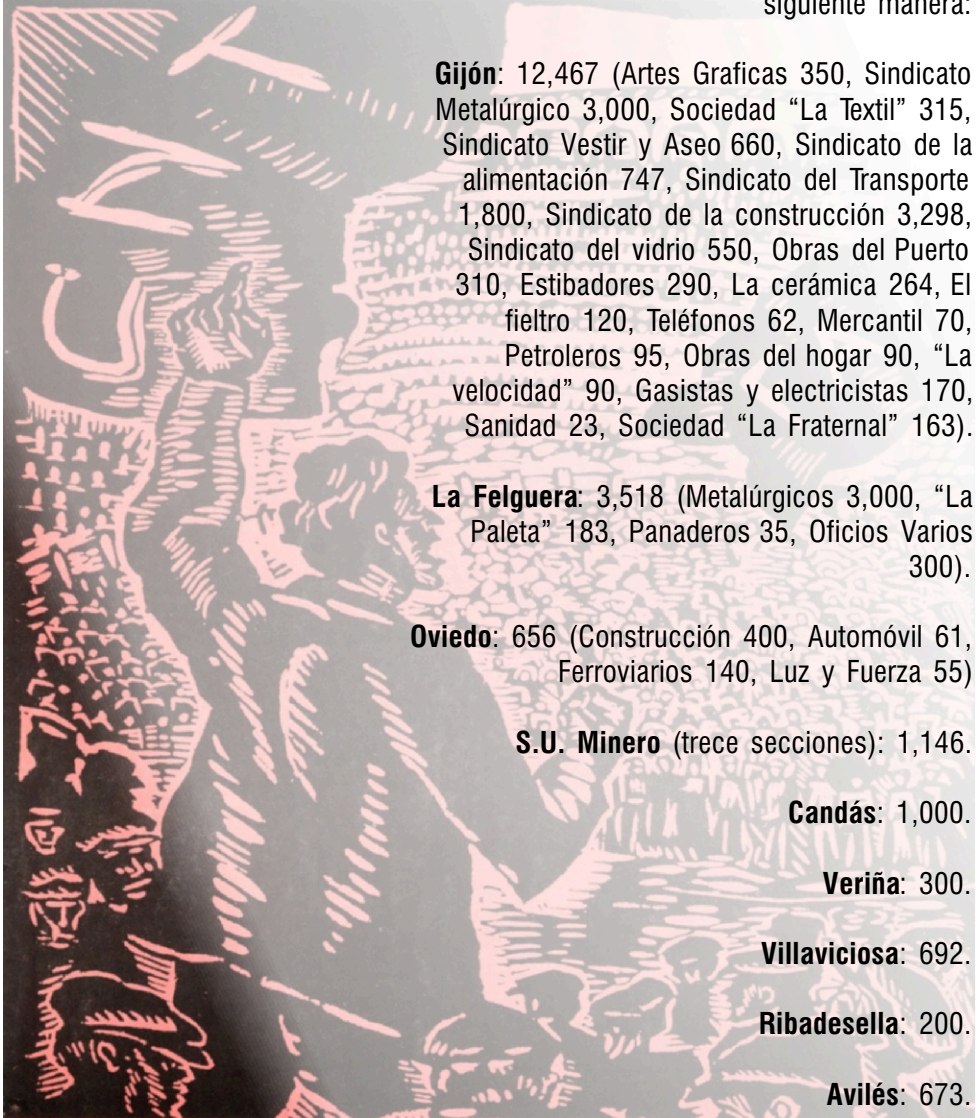 siguiente manera:
Gijón: 12,467 (Artes Graficas 350, Sindicato
Metalúrgico 3,000, Sociedad “La Textil” 315,
Sindicato Vestir y Aseo 660, Sindicato de la
alimentación 747, Sindicato del Transporte
1,800, Sindicato de la construcción 3,298,
Sindicato del vidrio 550, Obras del Puerto
310, Estibadores 290, La cerámica 264, El
fieltro 120, Teléfonos 62, Mercantil 70,
Petroleros 95, Obras del hogar 90, “La
velocidad” 90, Gasistas y electricistas 170,
Sanidad 23, Sociedad “La Fraternal” 163).
La Felguera: 3,518 (Metalúrgicos 3,000, “La
Paleta” 183, Panaderos 35, Oficios Varios
300).
Oviedo: 656 (Construcción 400, Automóvil 61,
Ferroviarios 140, Luz y Fuerza 55)
S.U. Minero (trece secciones): 1,146.
Candás: 1,000.
Veriña: 300.
Villaviciosa: 692.
Ribadesella: 200.
Avilés: 673.
CNT